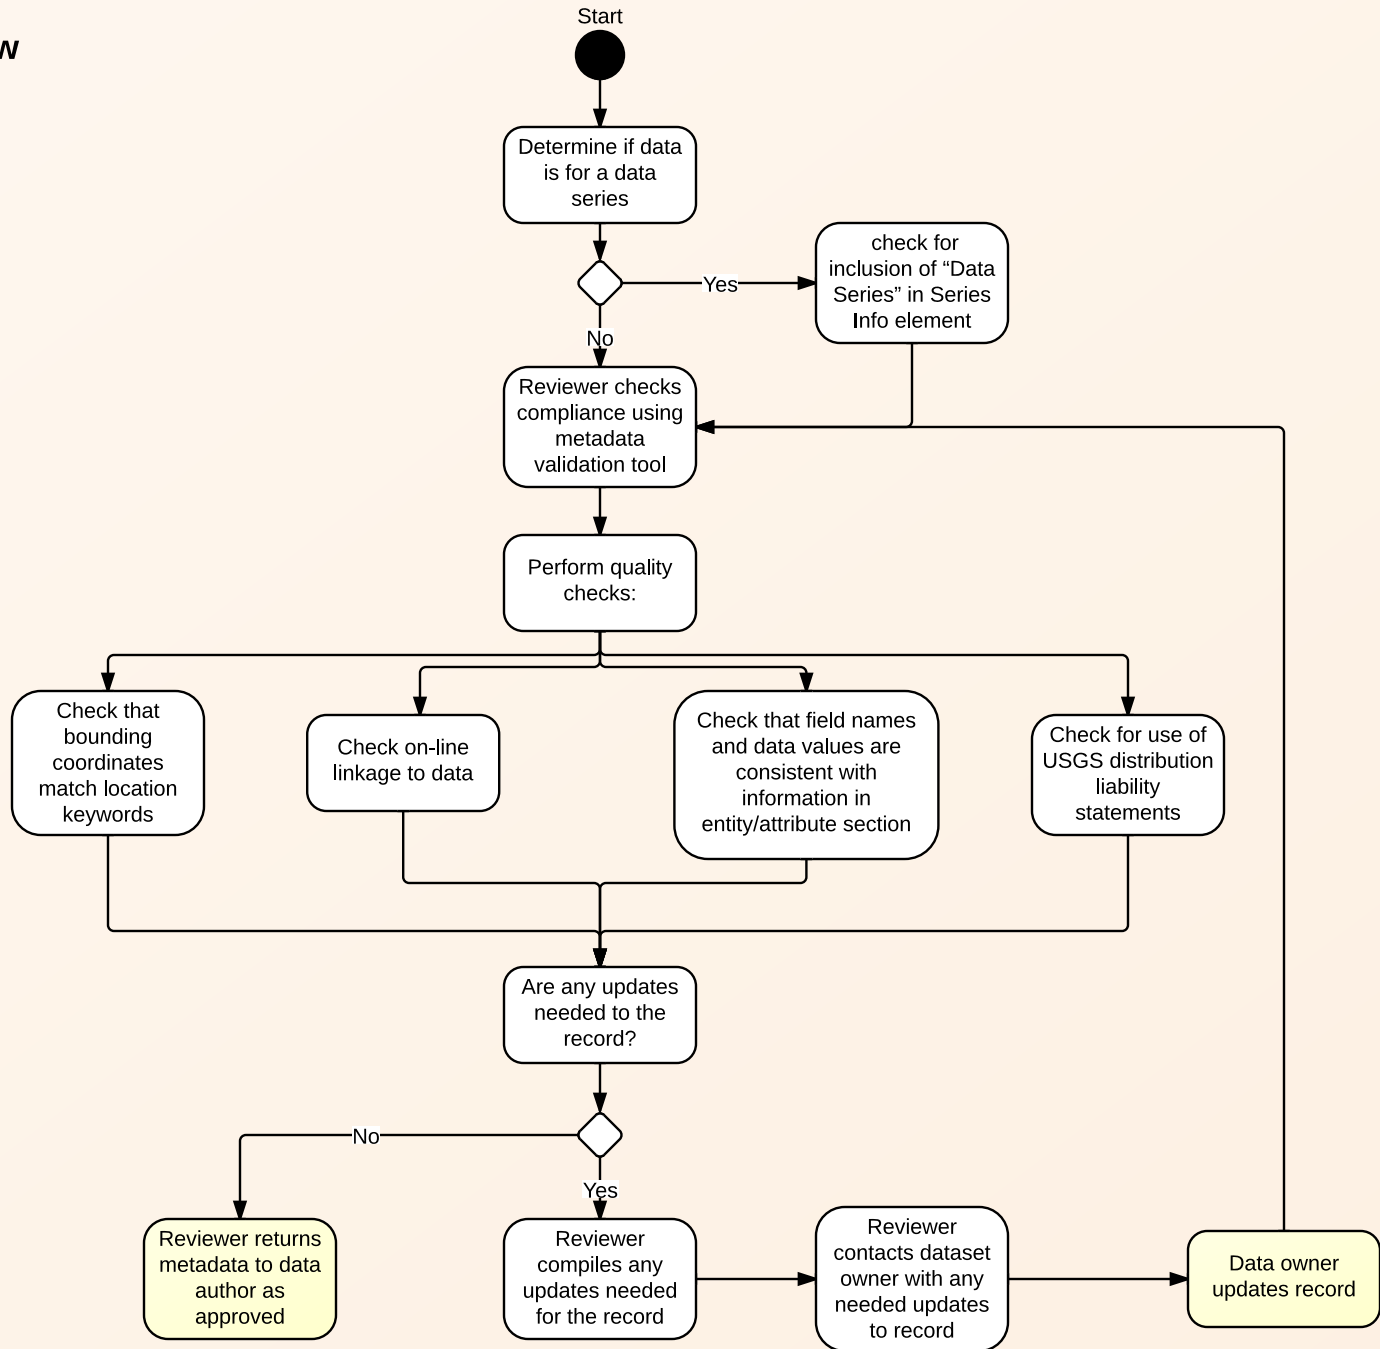 w
Start
Determine if data
is for a data
series
check for
inclusion of “Data
Series” in Series
Info element
Yes
No
Reviewer checks
compliance using
metadata
validation tool
Perform quality
checks:
Check that
bounding
coordinates
match location
keywords
Check on-line
linkage to data
Check that field names
and data values are
consistent with
information in
entity/attribute section
Check for use of
USGS distribution
liability
statements
Are any updates
needed to the
record?
No
Yes
Reviewer returns
metadata to data
author as
approved
Reviewer
compiles any
updates needed
for the record
Reviewer
contacts dataset
owner with any
needed updates
to record
Data owner
updates record